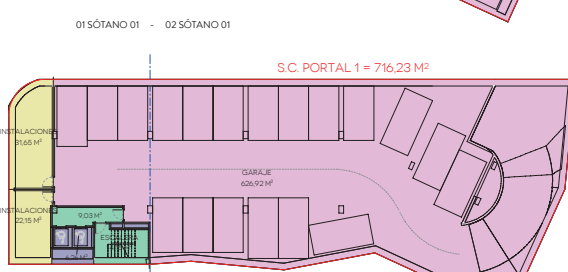 01 SÓTANO 01 - 02 SÓTANO 01
S.C. PORTAL 1 = 716,23 M²
INSTALACIONES
31,65 M²
GARAJE
626,92 M²
INSTALACIONES
22,15 M²
9,03 M²
ESCALERA